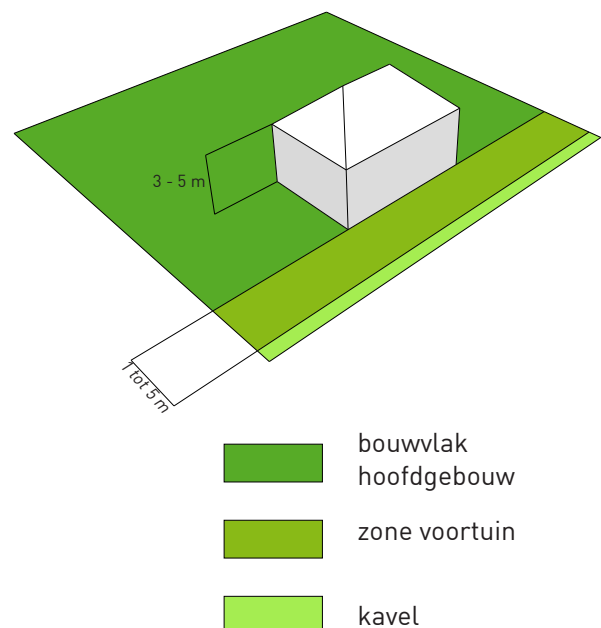 3 - 5 m
1 tot 5 m
bouwvlak
hoofdgebouw
zone voortuin
kavel